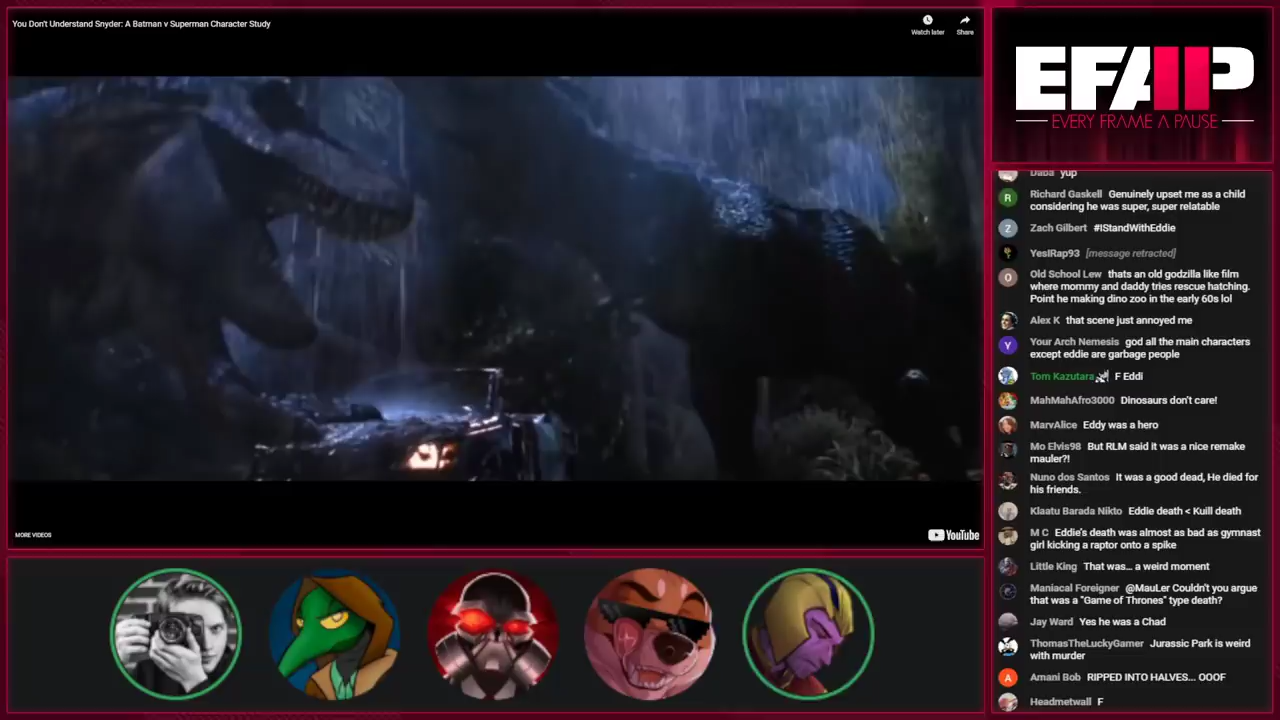 You Don't Understand Snyder: A Batman v Superman Character Study
Watch later
Share
MORE VIDEOS
YouTube
EFAP
EVERY FRAME A PAUSE
Daba yup
Richard Gaskell Genuinely upset me as a child
considering he was super, super relatable
Zach Gilbert #IStandWithEddie
YesIRap93 [message retracted]
Old School Lew thats an old godzilla like film
where mommy and daddy tries rescue hatching.
Point he making dino zoo in the early 60s lol
Alex K that scene just annoyed me
Your Arch Nemesis god all the main characters
except eddie are garbage people
Tom Kazutara F Eddi
MahMahAfro3000 Dinosaurs don't care!
MarvAlice Eddy was a hero
Mo Elvis98 But RLM said it was a nice remake
mauler?!
Nuno dos Santos It was a good dead, He died for
his friends.
Klaatu Barada Nikto Eddie death < Kuill death
M C Eddie's death was almost as bad as gymnast
girl kicking a raptor onto a spike
Little King That was... a weird moment
Maniacal Foreigner @MauLer Couldn't you argue
that was a "Game of Thrones" type death?
Jay Ward Yes he was a Chad
ThomasTheLuckyGamer Jurassic Park is weird
with murder
Amani Bob RIPPED INTO HALVES... OOOF
Headmetwall F
R
Z
O
Y
A